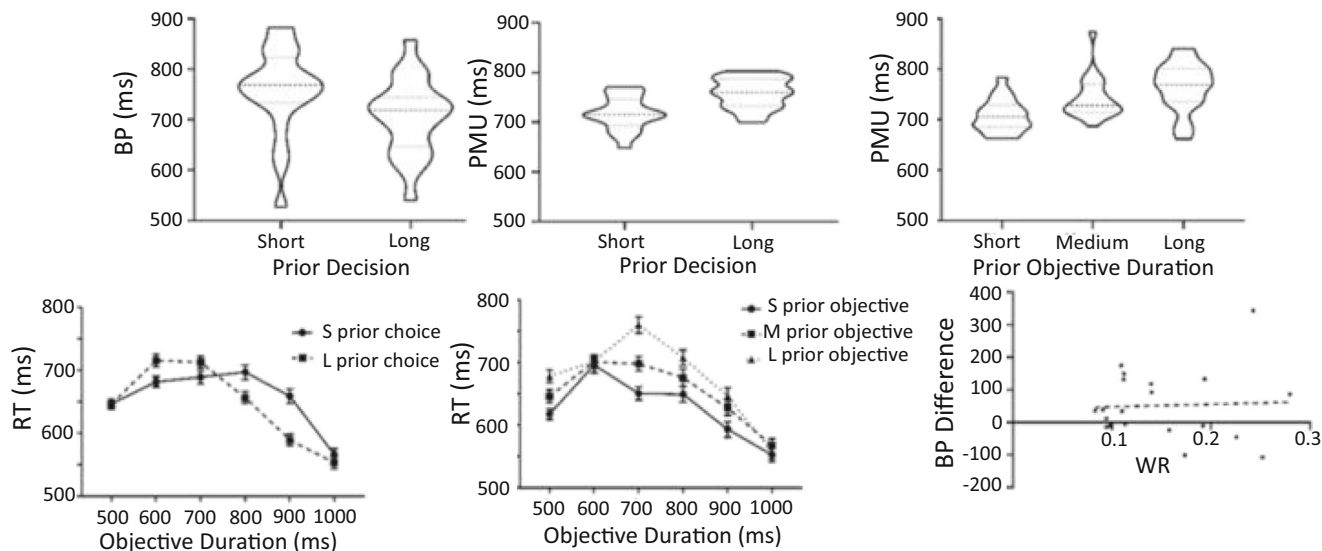 900
800
700
600
500
BP (ms)
Short
Long
Prior Decision
900
800
700
600
500
PMU (ms)
Short
Long
Prior Decision
900
800
700
600
500
PMU (ms)
Short
Medium
Long
Prior Objective Duration
800
700
600
500
RT (ms)
S prior choice
L prior choice
500 600 700 800 900 1000
Objective Duration (ms)
800
700
600
500
RT (ms)
S prior objective
M prior objective
L prior objective
500 600 700 800 900 1000
Objective Duration (ms)
400
300
200
100
0
-100
-200
BP Difference
0.1 0.2 0.3
WR